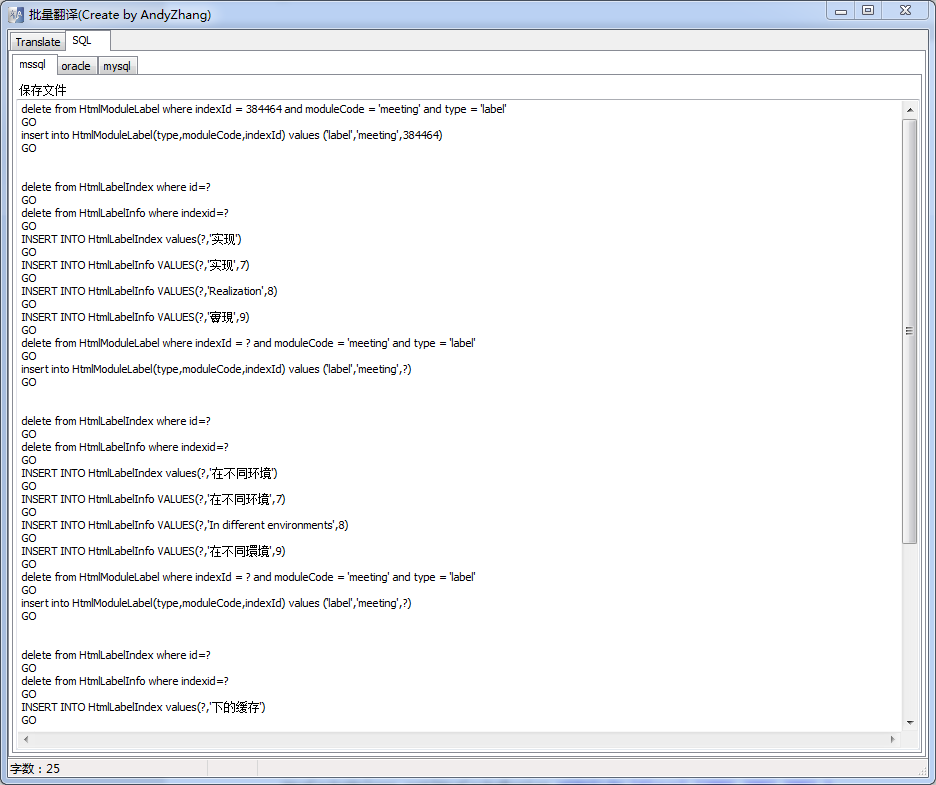 批量翻译(Create by AndyZhang)
Translate SQL
mssql oracle mysql
保存文件
delete from HtmlModuleLabel where indexId = 384464 and moduleCode = 'meeting' and type = 'label'
GO
insert into HtmlModuleLabel(type,moduleCode,indexId) values ('label','meeting',384464)
GO
delete from HtmlLabelIndex where id=?
GO
delete from HtmlLabelInfo where indexid=?
GO
INSERT INTO HtmlLabelIndex values(?,'实现')
GO
INSERT INTO HtmlLabelInfo VALUES(?,'实现',7)
GO
INSERT INTO HtmlLabelInfo VALUES(?,'Realization',8)
GO
INSERT INTO HtmlLabelInfo VALUES(?,'實現',9)
GO
delete from HtmlModuleLabel where indexId = ? and moduleCode = 'meeting' and type = 'label'
GO
insert into HtmlModuleLabel(type,moduleCode,indexId) values ('label','meeting',?)
GO
delete from HtmlLabelIndex where id=?
GO
delete from HtmlLabelInfo where indexid=?
GO
INSERT INTO HtmlLabelIndex values(?,'在不同环境')
GO
INSERT INTO HtmlLabelInfo VALUES(?,'在不同环境',7)
GO
INSERT INTO HtmlLabelInfo VALUES(?,'In different environments',8)
GO
INSERT INTO HtmlLabelInfo VALUES(?,'在不同環境',9)
GO
delete from HtmlModuleLabel where indexId = ? and moduleCode = 'meeting' and type = 'label'
GO
insert into HtmlModuleLabel(type,moduleCode,indexId) values ('label','meeting',?)
GO
delete from HtmlLabelIndex where id=?
GO
delete from HtmlLabelInfo where indexid=?
GO
INSERT INTO HtmlLabelIndex values(?,'下的缓存')
GO
字数：25